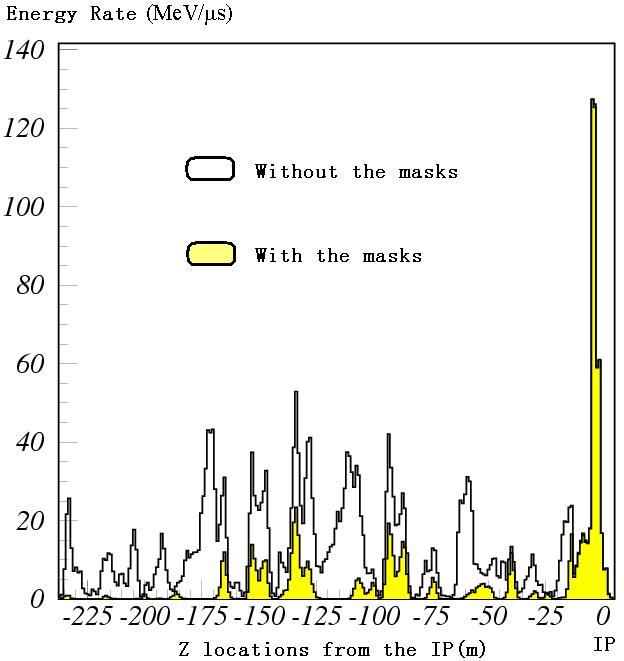 Energy Rate (MeV/μs)
140
120
100
80
60
40
20
0
Without the masks
With the masks
-225 -200 -175 -150 -125 -100 -75 -50 -25 0
IP
Z locations from the IP(m)